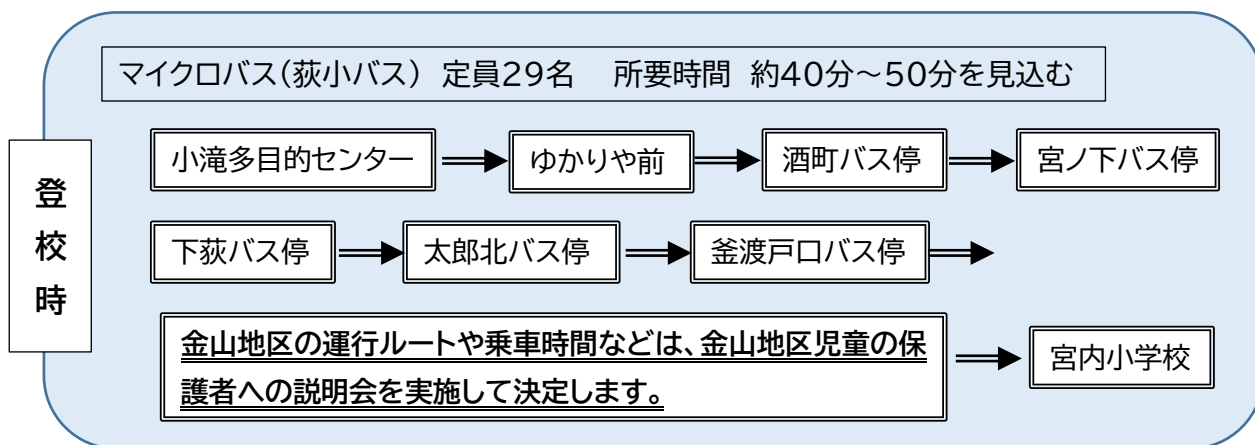 マイクロバス(荻小バス) 定員29名 所要時間 約40分～50分を見込む
登校時
小滝多目的センター ⇒ ゆかりや前 ⇒ 酒町バス停 ⇒ 宮ノ下バス停
下荻バス停 ⇒ 太郎北バス停 ⇒ 釜渡戸口バス停 ⇒
金山地区の運行ルートや乗車時間などは、金山地区児童の保
護者への説明会を実施して決定します。
⇒ 宮内小学校